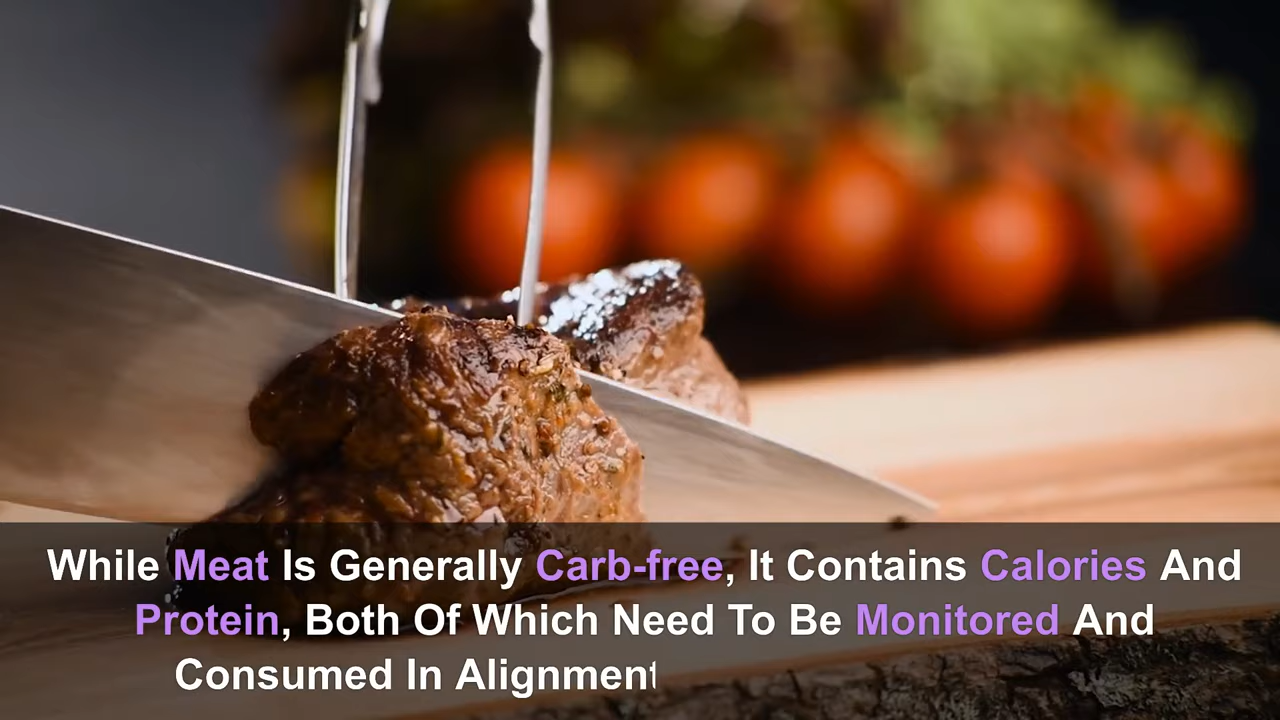 While Meat Is Generally Carb-free, It Contains Calories And
Protein, Both Of Which Need To Be Monitored And
Consumed In Alignment